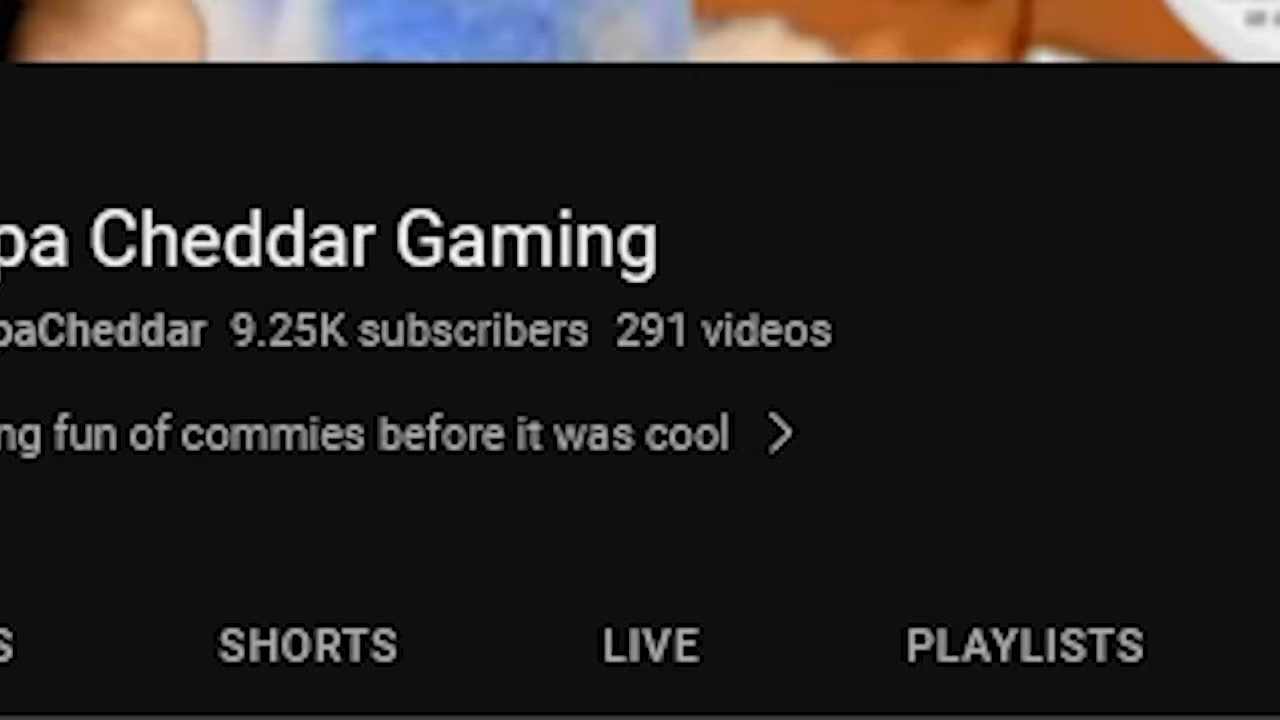 pa Cheddar Gaming
paCheddar 9.25K subscribers 291 videos
ng fun of commies before it was cool
S SHORTS LIVE PLAYLISTS